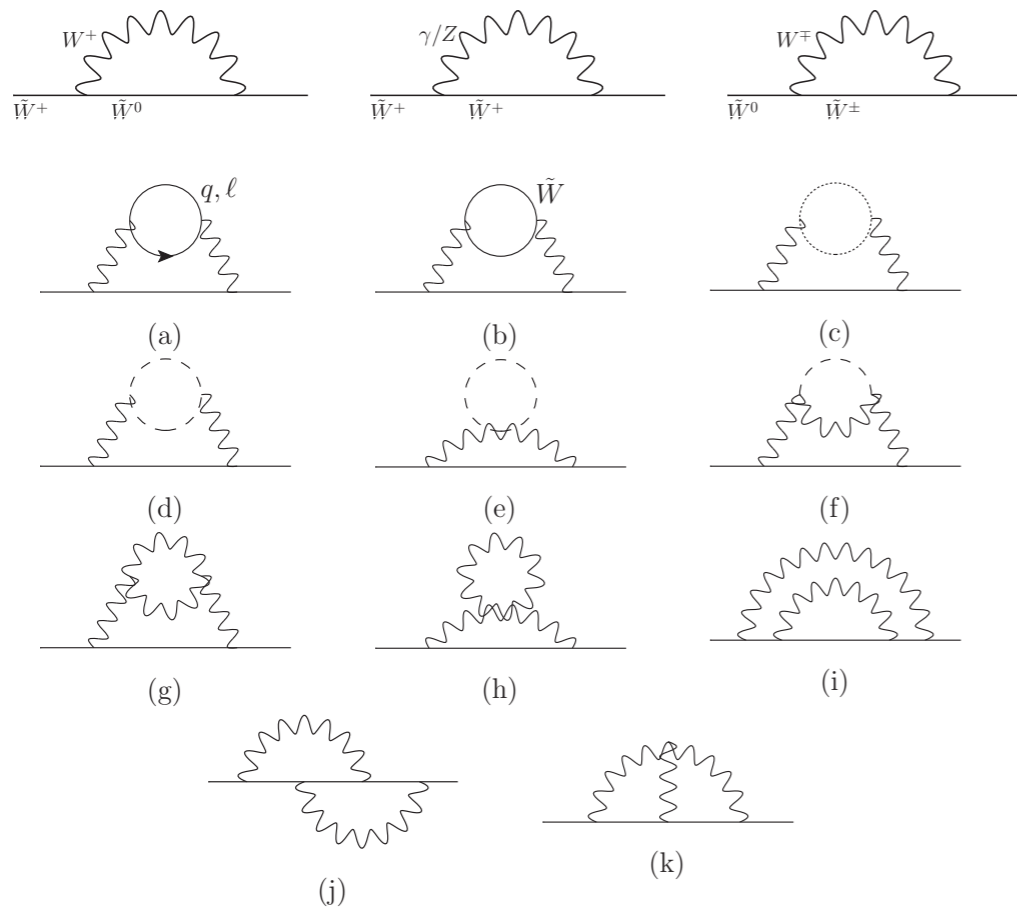 W⁺ γ/Z W^∓
W̃⁺ W̃⁰ W̃⁺ W̃⁺ W̃⁰ W̃^±
q, ℓ W̃
(a) (b) (c)
(d) (e) (f)
(g) (h) (i)
(j) (k)